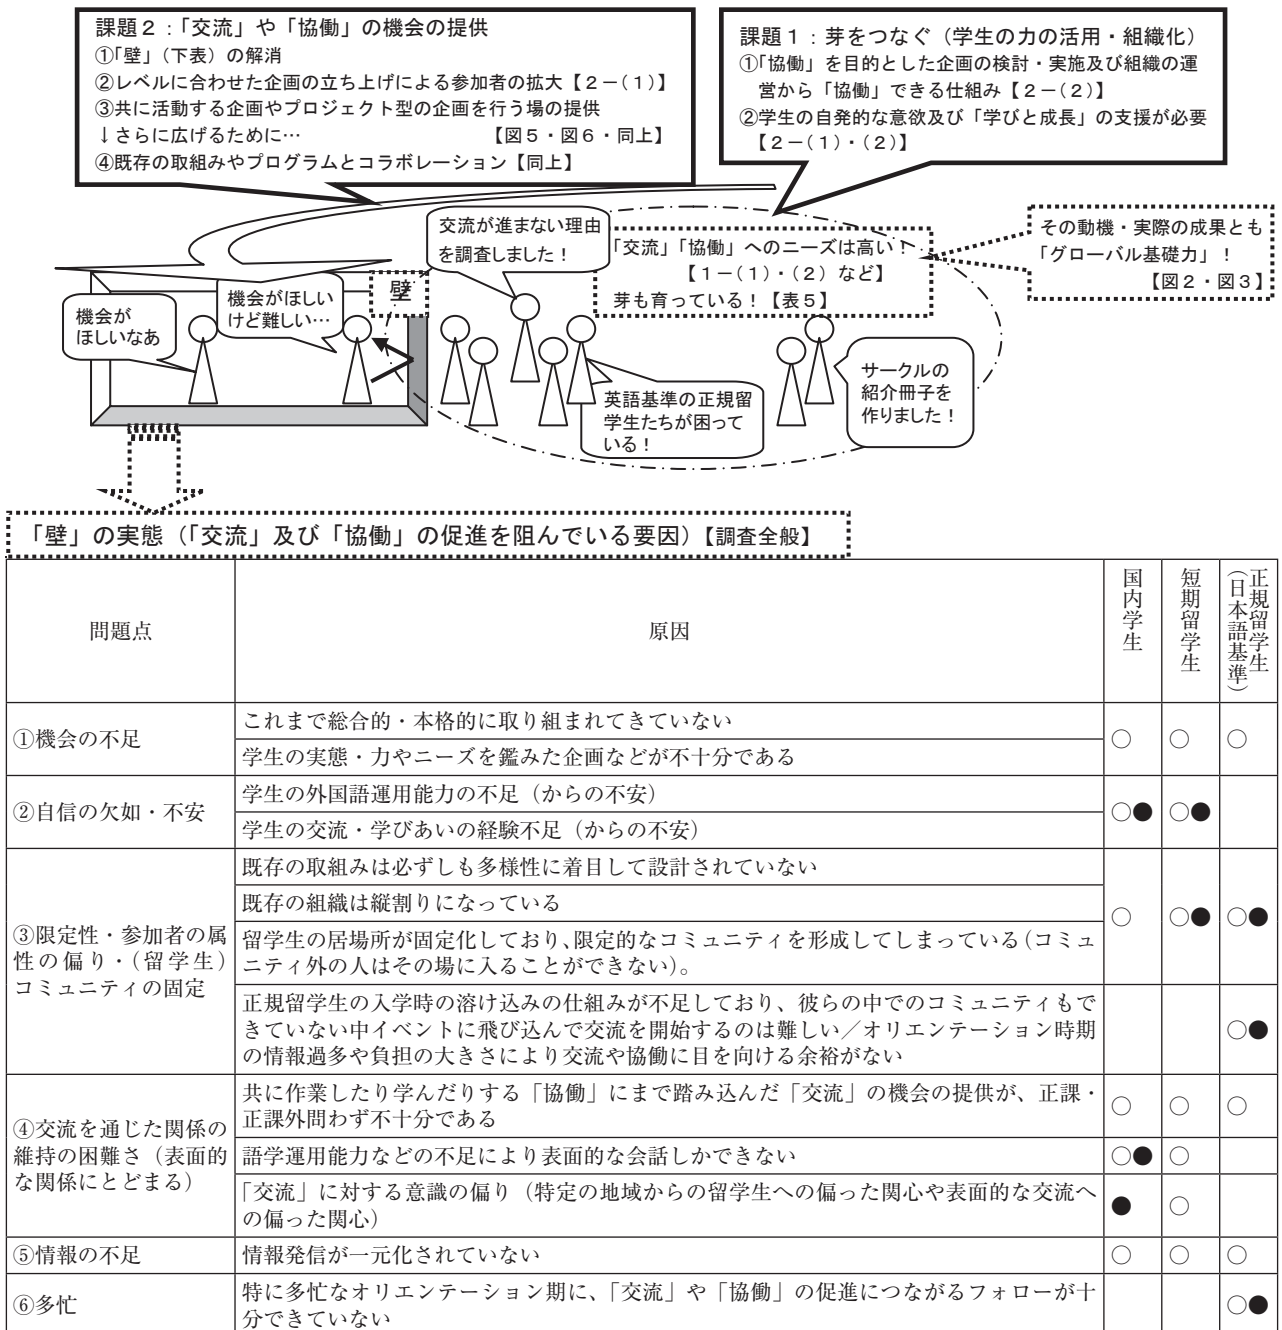 課題２：「交流」や「協働」の機会の提供
①「壁」（下表）の解消
②レベルに合わせた企画の立ち上げによる参加者の拡大【２－(１)】
③共に活動する企画やプロジェクト型の企画を行う場の提供
↓さらに広げるために… 【図５・図６・同上】
④既存の取組みやプログラムとコラボレーション【同上】
課題１：芽をつなぐ（学生の力の活用・組織化）
①「協働」を目的とした企画の検討・実施及び組織の運
営から「協働」できる仕組み【２－(２)】
②学生の自発的な意欲及び「学びと成長」の支援が必要
【２－(１)・(２)】
交流が進まない理由
を調査しました！
「交流」「協働」へのニーズは高い！
【１－(１)・(２) など】
芽も育っている！【表５】
その動機・実際の成果とも
「グローバル基礎力」！
【図２・図３】
壁
機会が
ほしいなあ
機会がほしい
けど難しい…
英語基準の正規留
学生たちが困って
いる！
サークルの
紹介冊子を
作りました！
「壁」の実態（「交流」及び「協働」の促進を阻んでいる要因）【調査全般】
問題点 原因 国内学生 短期留学生 正規留学生（日本語基準）
①機会の不足
これまで総合的・本格的に取り組まれてきていない
学生の実態・力やニーズを鑑みた企画などが不十分である
○ ○ ○
②自信の欠如・不安
学生の外国語運用能力の不足（からの不安）
学生の交流・学びあいの経験不足（からの不安）
○● ○●
③限定性・参加者の属
性の偏り・（留学生）
コミュニティの固定
既存の取組みは必ずしも多様性に着目して設計されていない
既存の組織は縦割りになっている
留学生の居場所が固定化しており、限定的なコミュニティを形成してしまっている（コミュ
ニティ外の人はその場に入ることができない）。
○ ○● ○●
正規留学生の入学時の溶け込みの仕組みが不足しており、彼らの中でのコミュニティもで
きていない中イベントに飛び込んで交流を開始するのは難しい／オリエンテーション時期
の情報過多や負担の大きさにより交流や協働に目を向ける余裕がない
○●
④交流を通じた関係の
維持の困難さ（表面的
な関係にとどまる）
共に作業したり学んだりする「協働」にまで踏み込んだ「交流」の機会の提供が、正課・
正課外問わず不十分である
○ ○ ○
語学運用能力などの不足により表面的な会話しかできない
○● ○
「交流」に対する意識の偏り（特定の地域からの留学生への偏った関心や表面的な交流へ
の偏った関心）
● ○
⑤情報の不足
情報発信が一元化されていない
○ ○ ○
⑥多忙
特に多忙なオリエンテーション期に、「交流」や「協働」の促進につながるフォローが十
分できていない
○●